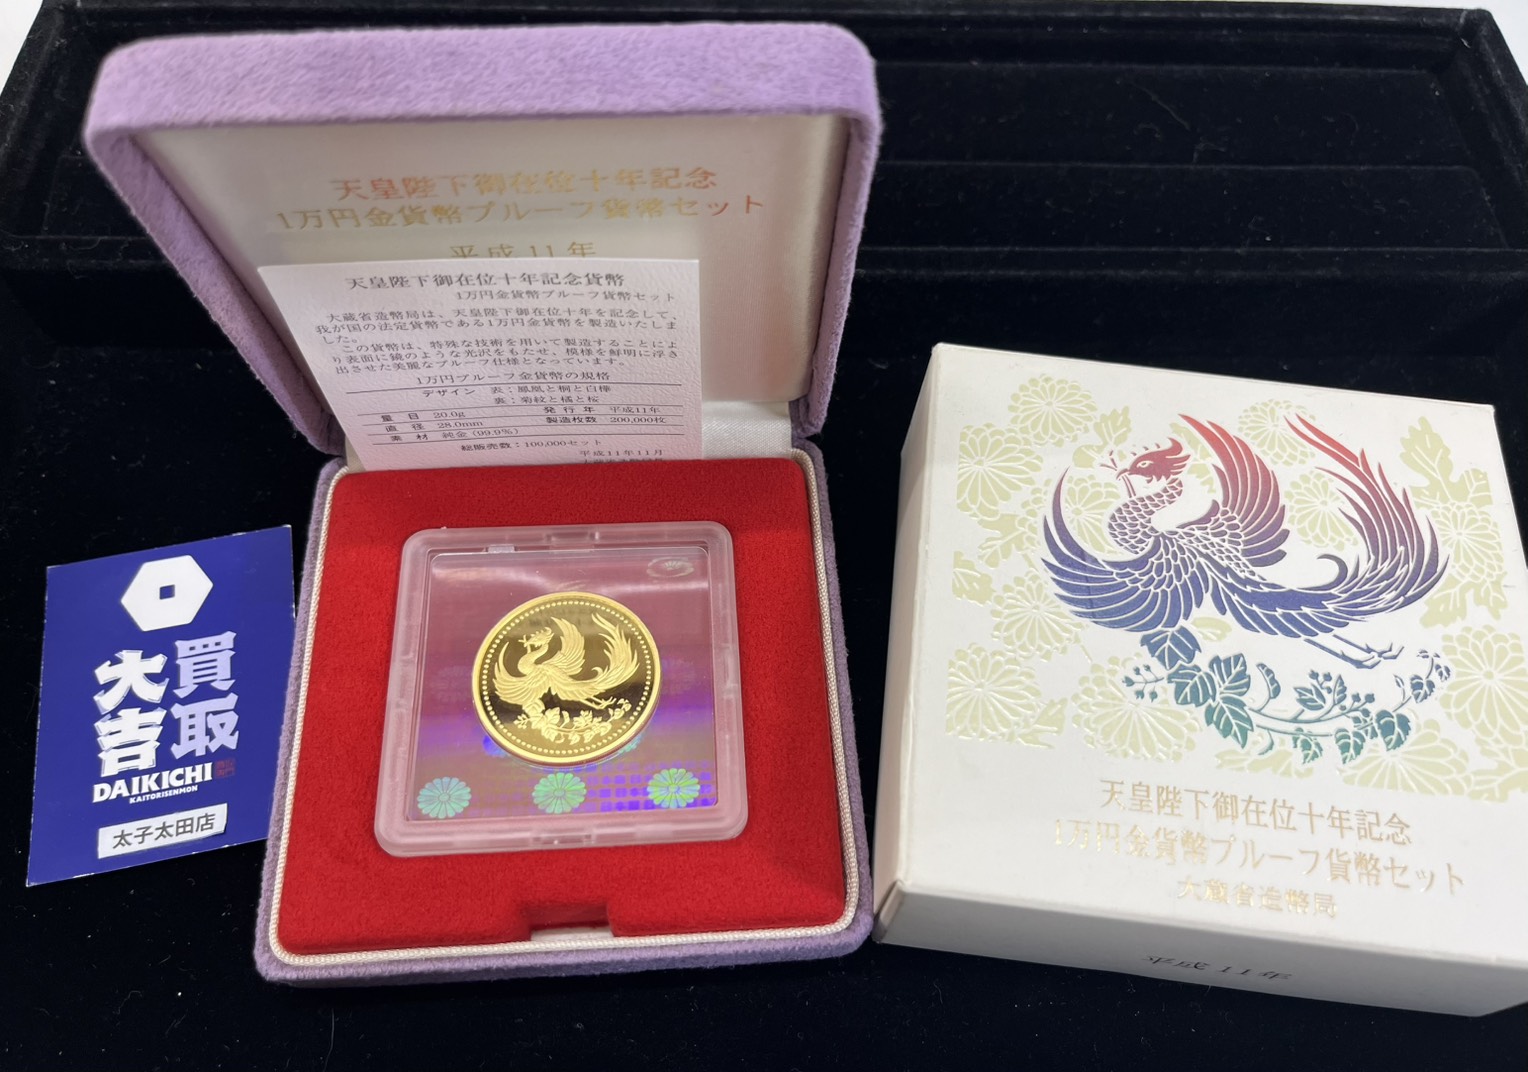 天皇陛下御在位十年記念
1万円金貨幣プルーフ貨幣セット
平成11年
天皇陛下御在位十年記念貨幣
1万円金貨幣プルーフ貨幣セット
大蔵省造幣局は、天皇陛下御在位十年を記念して、
我が国の法定貨幣である1万円金貨幣を製造いたしま
した。
この貨幣は、特殊な技術を用いて製造することによ
り表面に鏡のような光沢をもたせ、模様を鮮明に浮き
出させた美麗なプルーフ仕様となっています。
1万円プルーフ金貨幣の規格
デザイン 表：鳳凰と桐と白樺
裏：菊紋と橘と桜
量目 20.0g 発行年 平成11年
直径 28.0mm 製造枚数 200,000枚
素材 純金(99.9%)
総販売数：100,000セット
平成11年11月
買取
大吉
DAIKICHI
KAITORISENMON
太子太田店
天皇陛下御在位十年記念
1万円金貨幣プルーフ貨幣セット
大蔵省造幣局
平成11年